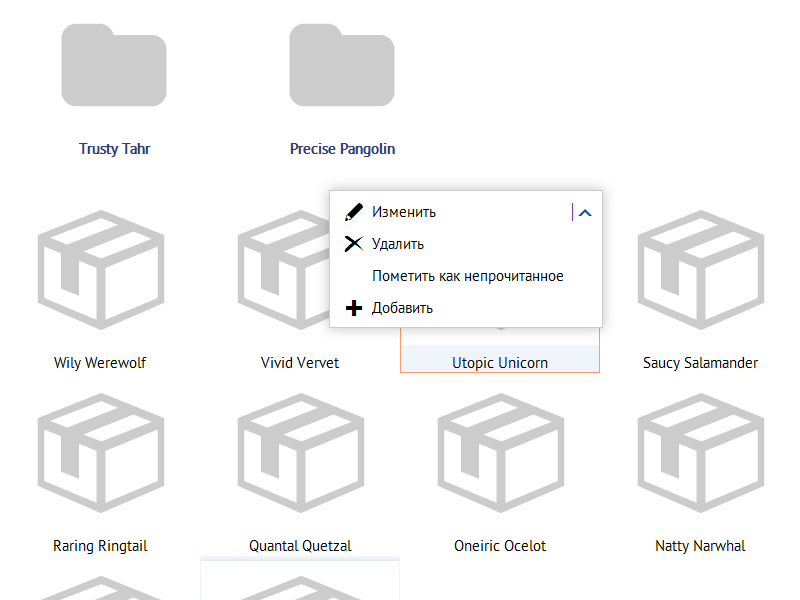 Trusty Tahr
Precise Pangolin
Изменить
Удалить
Пометить как непрочитанное
Добавить
Wily Werewolf
Vivid Vervet
Utopic Unicorn
Saucy Salamander
Raring Ringtail
Quantal Quetzal
Oneiric Ocelot
Natty Narwhal